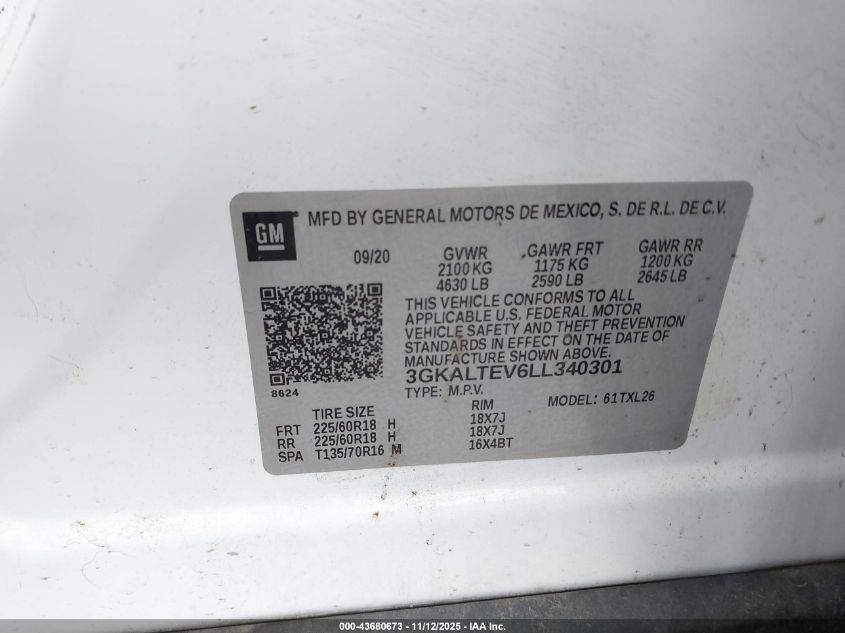 GM
MFD BY GENERAL MOTORS DE MEXICO, S. DE R.L. DE C.V.
09/20
GVWR GAWR FRT GAWR RR
2100 KG 1175 KG 1200 KG
4630 LB 2590 LB 2645 LB
THIS VEHICLE CONFORMS TO ALL
APPLICABLE U.S. FEDERAL MOTOR
VEHICLE SAFETY AND THEFT PREVENTION
STANDARDS IN EFFECT ON THE DATE OF
MANUFACTURE SHOWN ABOVE.
3GKALTEV6LL340301
8624
TYPE: M.P.V. MODEL: 61TXL26
TIRE SIZE RIM
FRT 225/60R18 H 18X7J
RR 225/60R18 H 18X7J
SPA T135/70R16 M 16X4BT
000-43680673 - 11/12/2025 - IAA Inc.